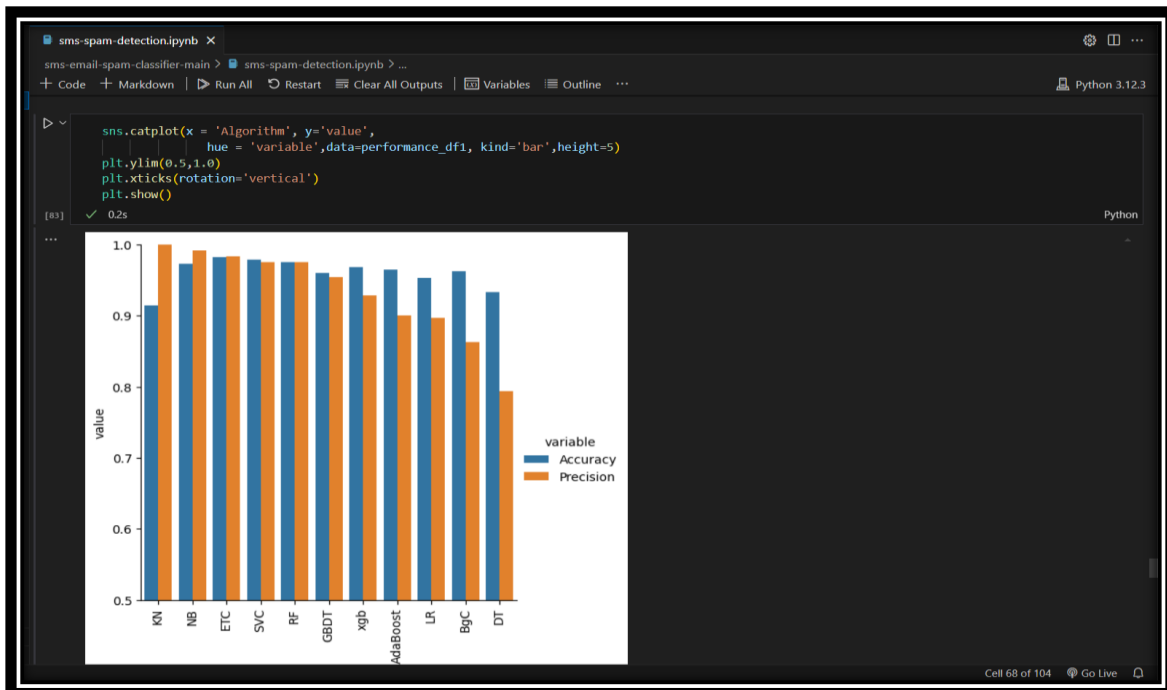 sms-spam-detection.ipynb
sms-email-spam-classifier-main > sms-spam-detection.ipynb > ...
+ Code + Markdown | Run All Restart Clear All Outputs | Variables Outline ... Python 3.12.3
sns.catplot(x = 'Algorithm', y='value',
hue = 'variable',data=performance_df1, kind='bar',height=5)
plt.ylim(0.5,1.0)
plt.xticks(rotation='vertical')
plt.show()
[83] 0.2s Python
...
1.0
0.9
0.8
0.7
0.6
0.5
value
KN NB ETC SVC RF GBDT xgb AdaBoost LR BgC DT
variable
Accuracy
Precision
Cell 68 of 104 Go Live